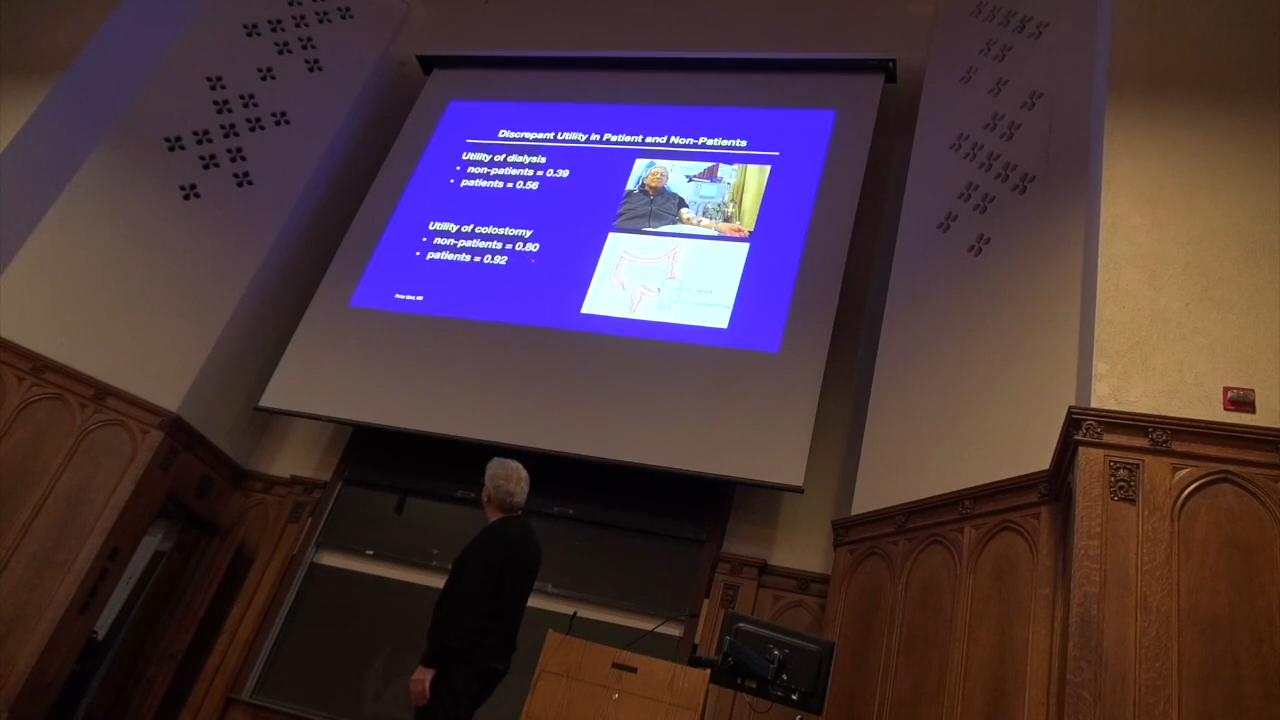 Discrepant Utility in Patient and Non-Patients
Utility of dialysis
• non-patients = 0.39
• patients = 0.56
Utility of colostomy
• non-patients = 0.80
• patients = 0.92